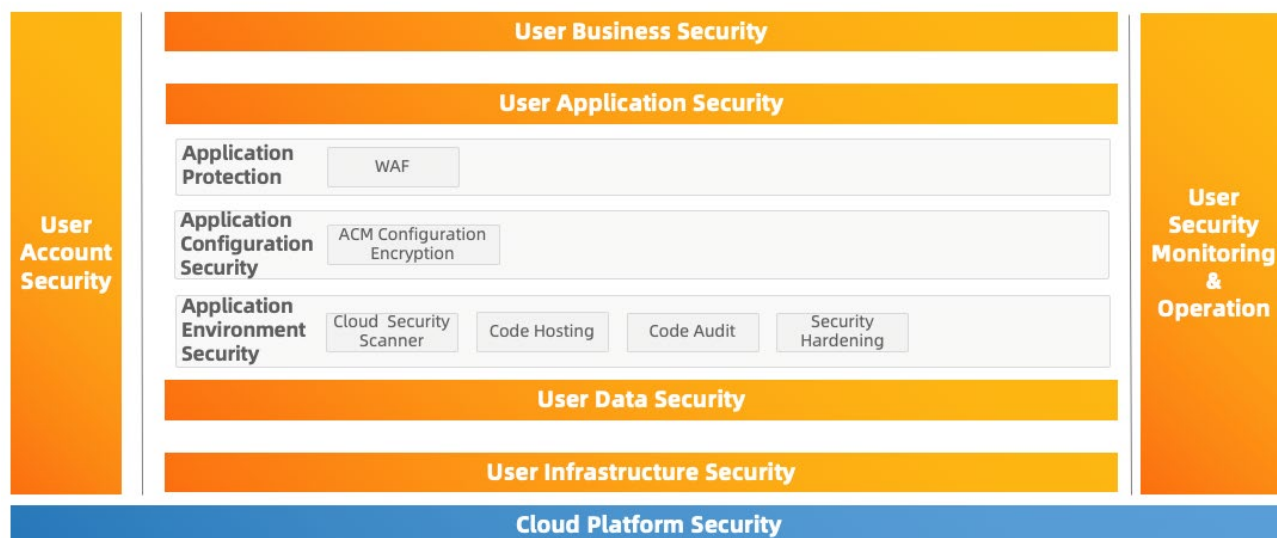 User
Account
Security
User Business Security
User Application Security
Application
Protection
WAF
Application
Configuration
Security
ACM Configuration
Encryption
Application
Environment
Security
Cloud Security
Scanner
Code Hosting
Code Audit
Security
Hardening
User Data Security
User Infrastructure Security
User
Security
Monitoring
&
Operation
Cloud Platform Security